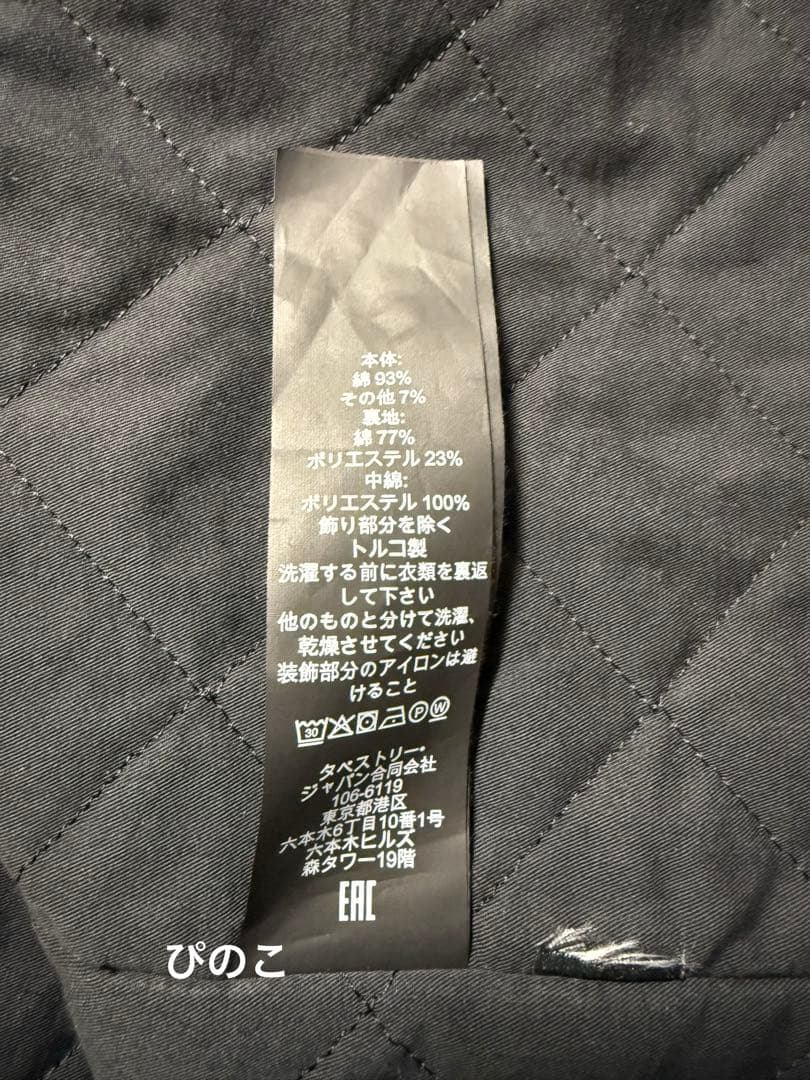 本体:
綿 93%
その他 7%
裏地:
綿 77%
ポリエステル 23%
中綿:
ポリエステル 100%
飾り部分を除く
トルコ製
洗濯する前に衣類を裏返
して下さい
他のものと分けて洗濯、
乾燥させてください
装飾部分のアイロンは避
けること
30 P W
タペストリー・
ジャパン合同会社
106-6119
東京都港区
六本木6丁目10番1号
六本木ヒルズ
森タワー19階
EAC
ぴのこ